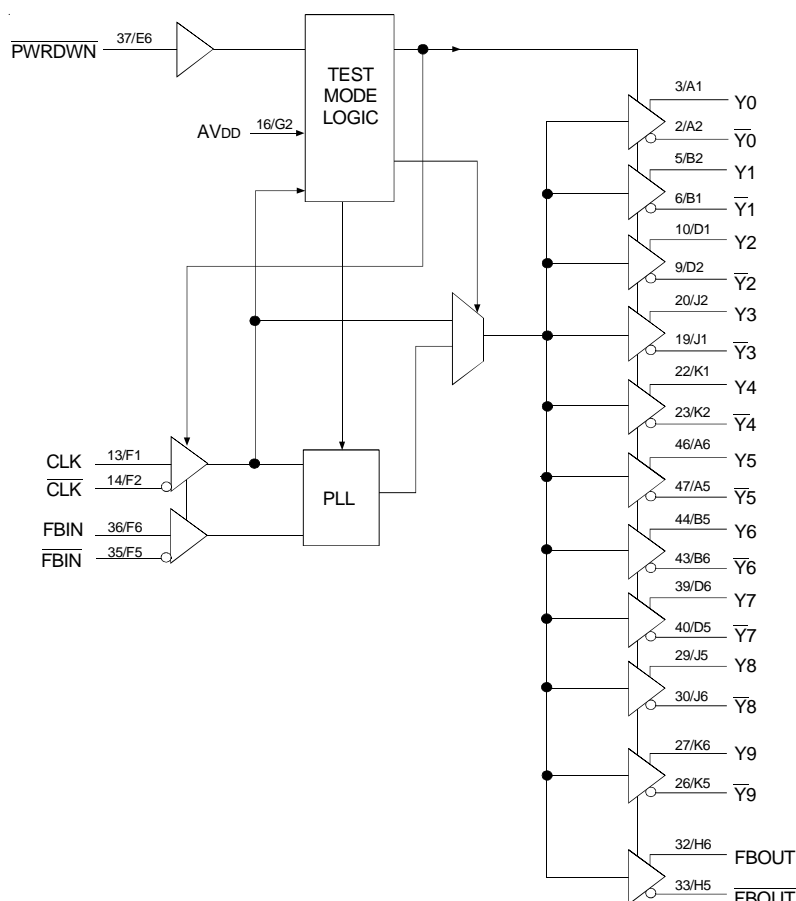 PWRDWN 37/E6
TEST
MODE
LOGIC
AVDD 16/G2
CLK 13/F1
CLK 14/F2
FBIN 36/F6
FBIN 35/F5
PLL
3/A1 Y0
2/A2 Y0
5/B2 Y1
6/B1 Y1
10/D1 Y2
9/D2 Y2
20/J2 Y3
19/J1 Y3
22/K1 Y4
23/K2 Y4
46/A6 Y5
47/A5 Y5
44/B5 Y6
43/B6 Y6
39/D6 Y7
40/D5 Y7
29/J5 Y8
30/J6 Y8
27/K6 Y9
26/K5 Y9
32/H6 FBOUT
33/H5 FBOUT